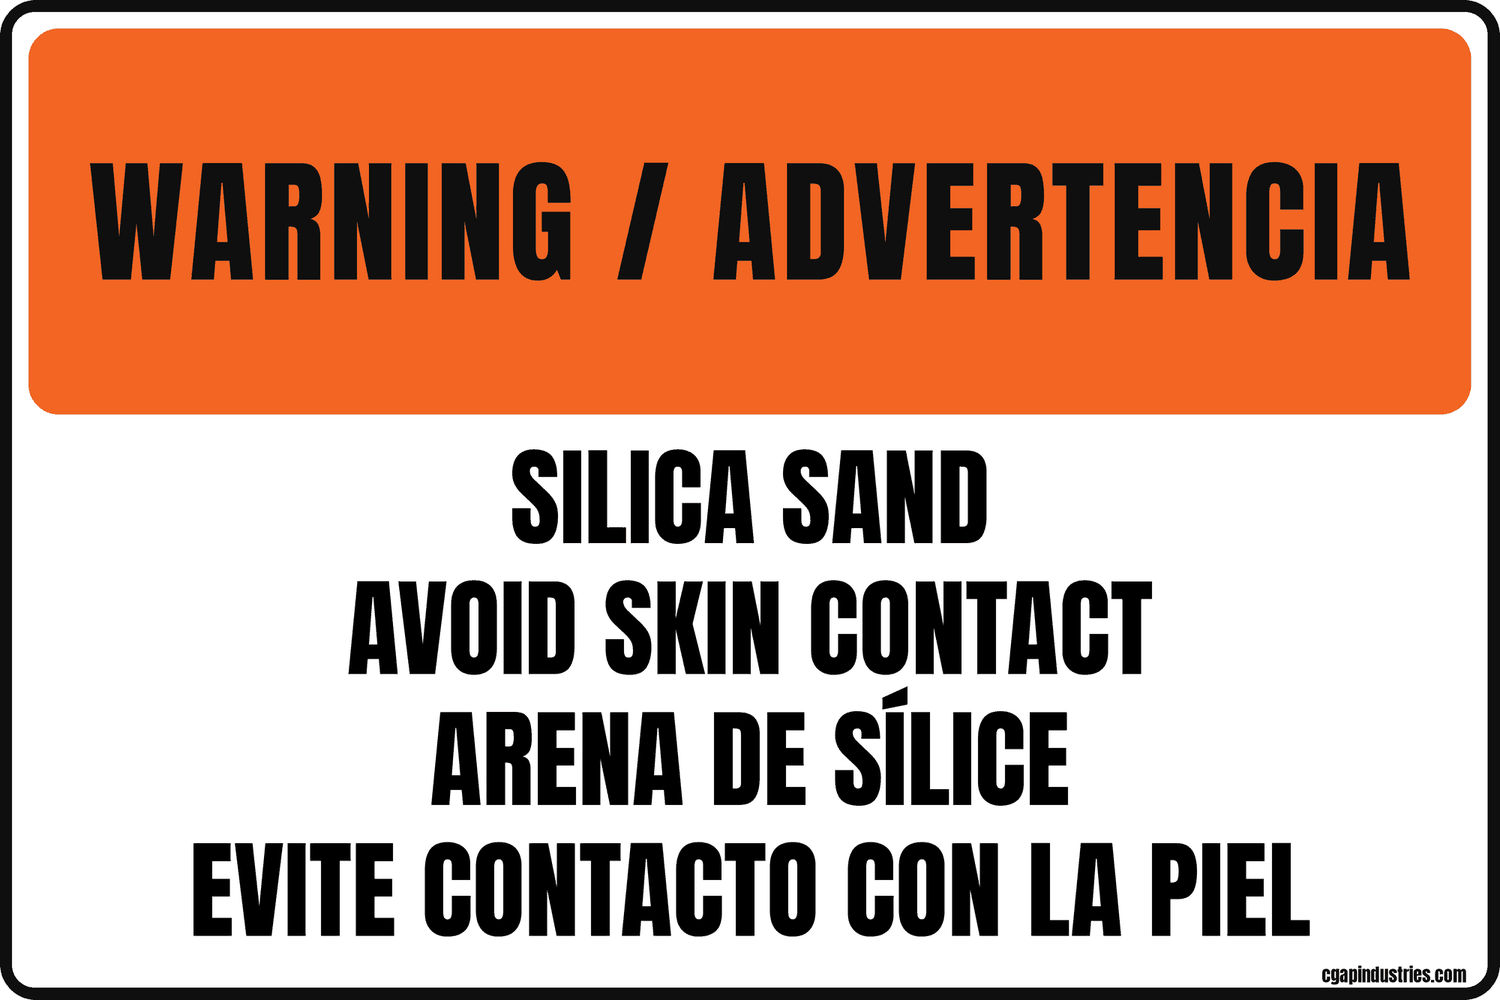 WARNING / ADVERTENCIA
SILICA SAND
AVOID SKIN CONTACT
ARENA DE SÍLICE
EVITE CONTACTO CON LA PIEL
cgapindustries.com